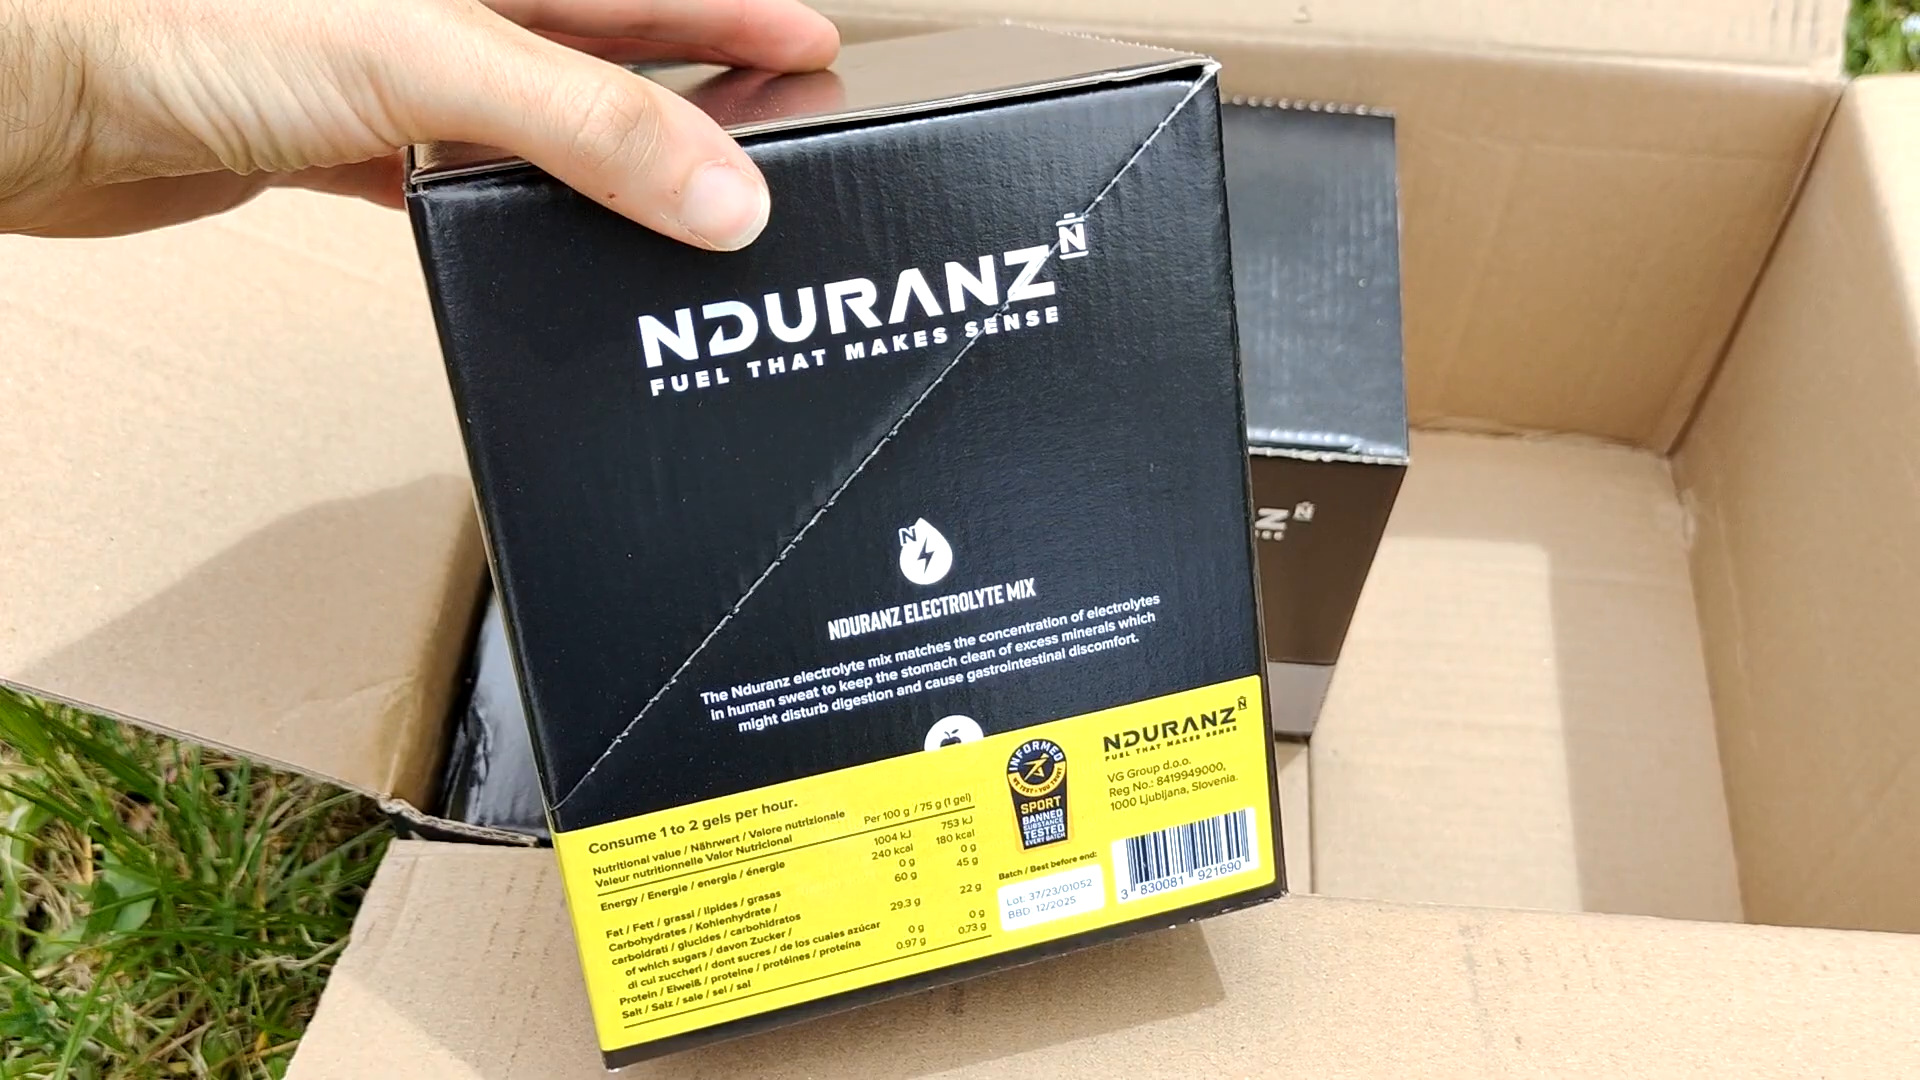 NDURANZ N
FUEL THAT MAKES SENSE
N
NDURANZ ELECTROLYTE MIX
The Nduranz electrolyte mix matches the concentration of electrolytes
in human sweat to keep the stomach clean of excess minerals which
might disturb digestion and cause gastrointestinal discomfort.
Consume 1 to 2 gels per hour.
Nutritional value / Nährwert / Valore nutrizionale
Valeur nutritionnelle Valor Nutricional
Per 100 g / 75 g (1 gel)
Energy / Energie / energia / énergie
1004 kJ 753 kJ
240 kcal 180 kcal
Fat / Fett / grassi / lipides / grasas
0 g 0 g
Carbohydrates / Kohlenhydrate /
carboidrati / glucides / carbohidratos
60 g 45 g
of which sugars / davon Zucker /
di cui zuccheri / dont sucres / de los cuales azúcar
29.3 g 22 g
Protein / Eiweiß / proteine / protéines / proteína
0 g 0 g
Salt / Salz / sale / sel / sal
0.97 g 0.73 g
INFORMED
WE TEST • YOU TRUST
SPORT
BANNED
SUBSTANCE
TESTED
EVERY BATCH
NDURANZ N
FUEL THAT MAKES SENSE
VG Group d.o.o.
Reg No.: 8419949000,
1000 Ljubljana, Slovenia.
Batch / Best before end:
Lot: 37/23/01052
BBD 12/2025
3 830081 921690
Z N